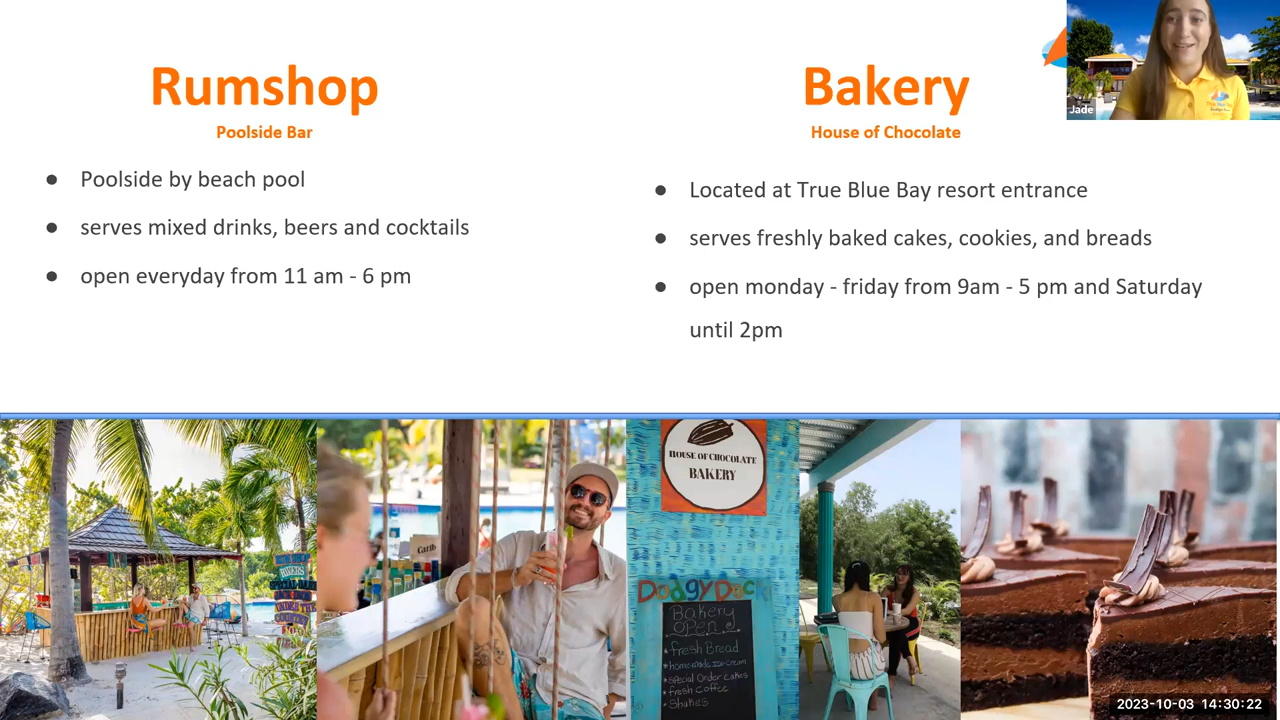 Rumshop
Poolside Bar
● Poolside by beach pool
● serves mixed drinks, beers and cocktails
● open everyday from 11 am - 6 pm
Bakery
House of Chocolate
● Located at True Blue Bay resort entrance
● serves freshly baked cakes, cookies, and breads
● open monday - friday from 9am - 5 pm and Saturday
until 2pm
Jade
Carib
HOUSE OF CHOCOLATE
BAKERY
Dodgy Dock
Bakery
OPEN
* fresh Bread
* homemade Ice-cream
* special Order cakes
* fresh Coffee
* Shakes
2023-10-03 14:30:22